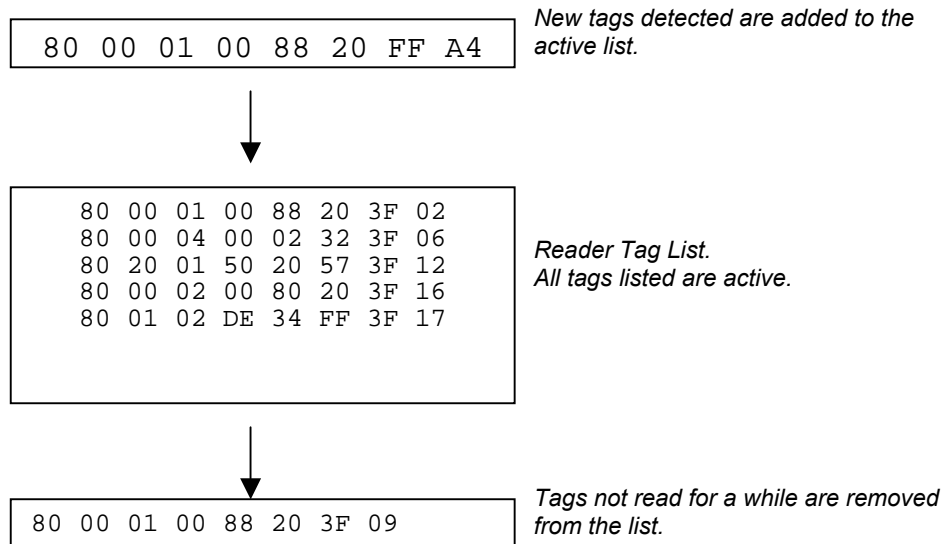 80 00 01 00 88 20 FF A4
New tags detected are added to the
active list.
80 00 01 00 88 20 3F 02
80 00 04 00 02 32 3F 06
80 20 01 50 20 57 3F 12
80 00 02 00 80 20 3F 16
80 01 02 DE 34 FF 3F 17
Reader Tag List.
All tags listed are active.
80 00 01 00 88 20 3F 09
Tags not read for a while are removed
from the list.